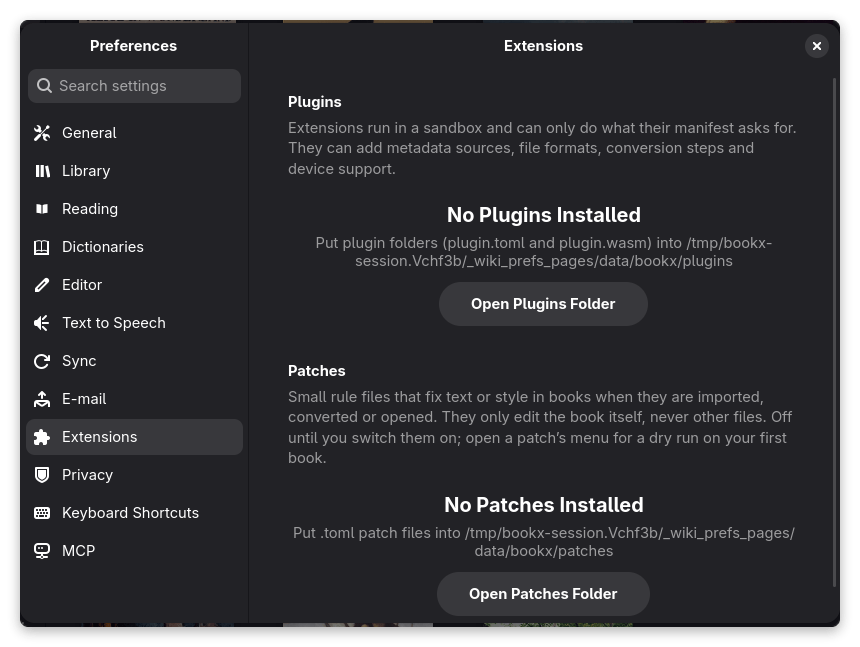 Preferences
Search settings
General
Library
Reading
Dictionaries
Editor
Text to Speech
Sync
E-mail
Extensions
Privacy
Keyboard Shortcuts
MCP
Extensions
Plugins
Extensions run in a sandbox and can only do what their manifest asks for.
They can add metadata sources, file formats, conversion steps and
device support.
No Plugins Installed
Put plugin folders (plugin.toml and plugin.wasm) into /tmp/bookx-
session.Vchf3b/_wiki_prefs_pages/data/bookx/plugins
Open Plugins Folder
Patches
Small rule files that fix text or style in books when they are imported,
converted or opened. They only edit the book itself, never other files. Off
until you switch them on; open a patch’s menu for a dry run on your first
book.
No Patches Installed
Put .toml patch files into /tmp/bookx-session.Vchf3b/_wiki_prefs_pages/
data/bookx/patches
Open Patches Folder